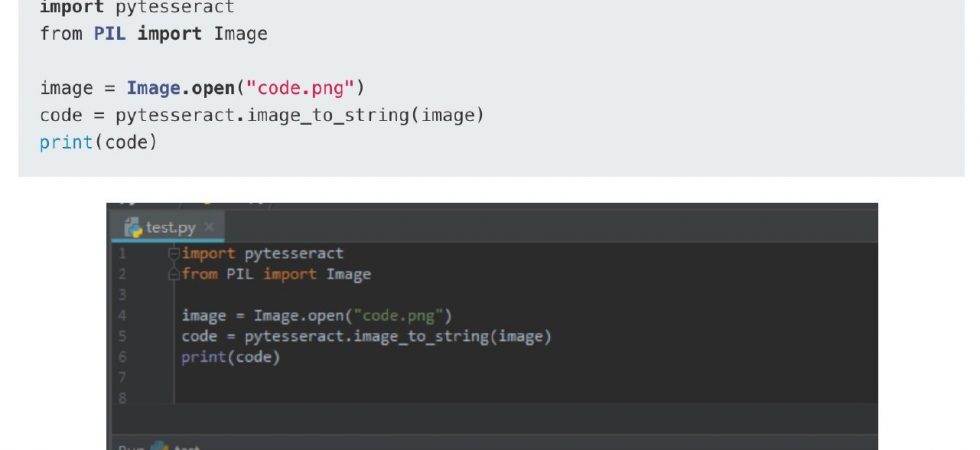 import pytesseract
from PIL import Image
image = Image.open("code.png")
code = pytesseract.image_to_string(image)
print(code)
test.py
1 import pytesseract
2 from PIL import Image
3
4 image = Image.open("code.png")
5 code = pytesseract.image_to_string(image)
6 print(code)
7
8